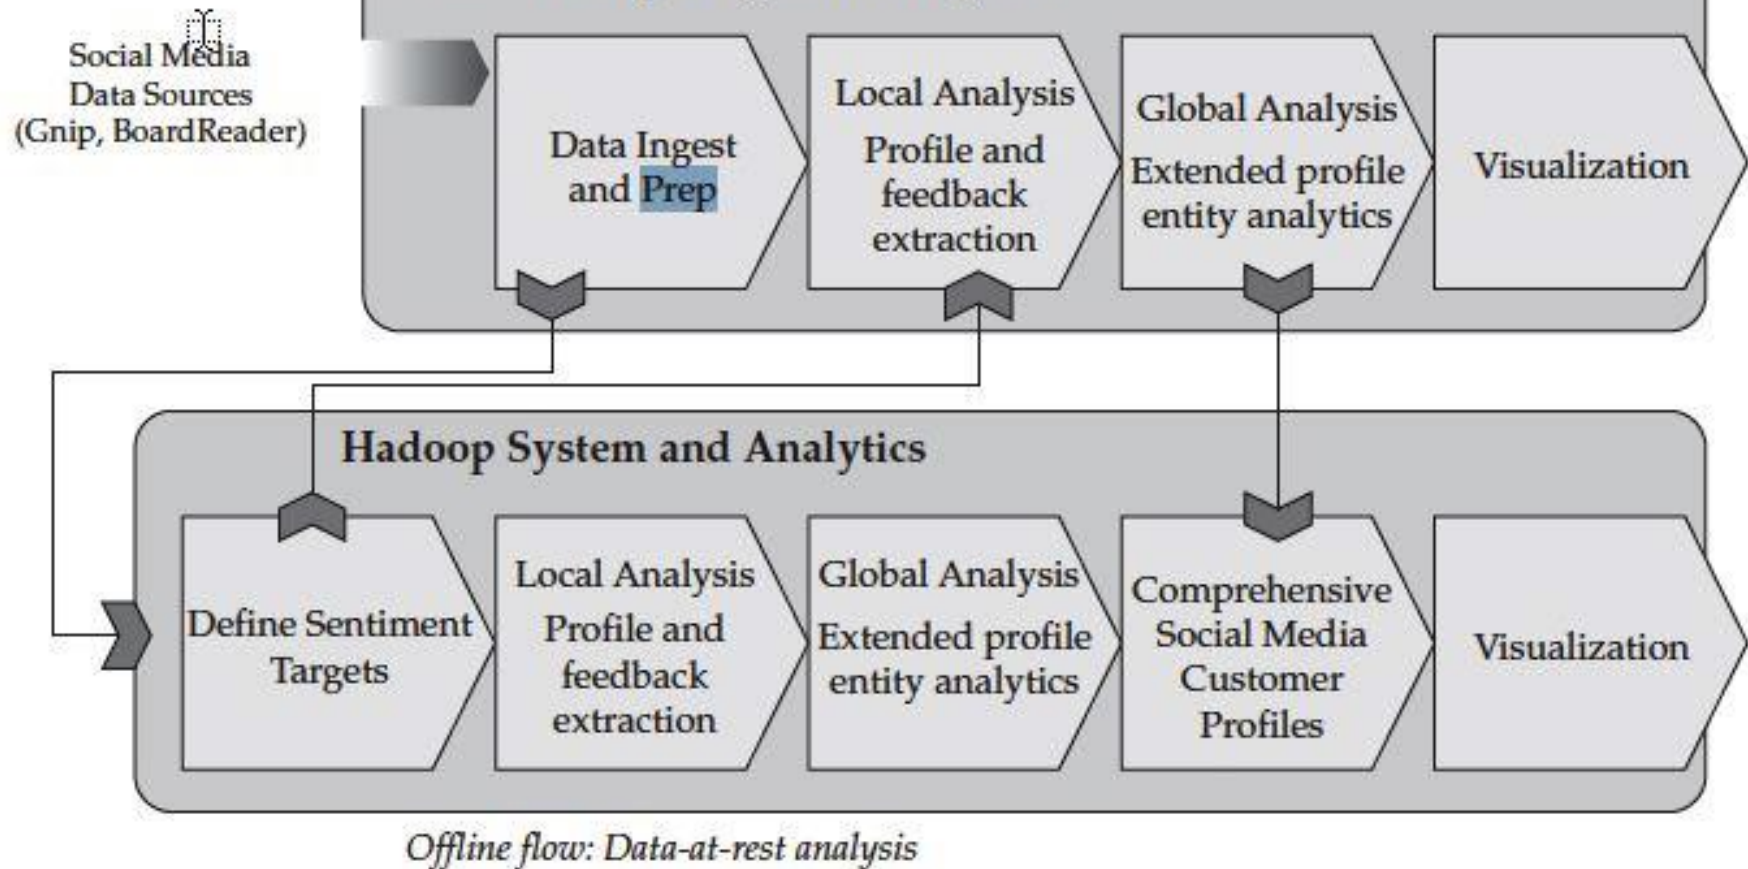 Social Media
Data Sources
(Gnip, BoardReader)
Data Ingest
and Prep
Local Analysis
Profile and
feedback
extraction
Global Analysis
Extended profile
entity analytics
Visualization
Hadoop System and Analytics
Define Sentiment
Targets
Local Analysis
Profile and
feedback
extraction
Global Analysis
Extended profile
entity analytics
Comprehensive
Social Media
Customer
Profiles
Visualization
Offline flow: Data-at-rest analysis